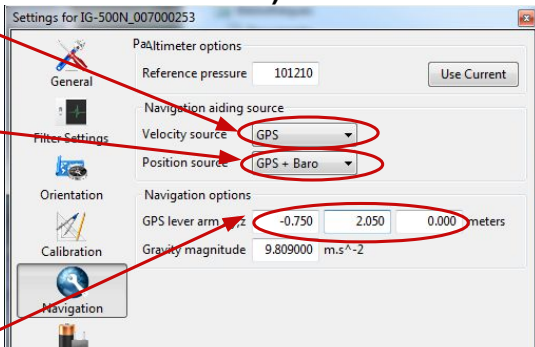 Settings for IG-500N_007000253
General
Filter Settings
Orientation
Calibration
Navigation
PaAltimeter options
Reference pressure 101210 Use Current
Navigation aiding source
Velocity source GPS
Position source GPS + Baro
Navigation options
GPS lever arm -0.750 2.050 0.000 meters
Gravity magnitude 9.809000 m.s^-2